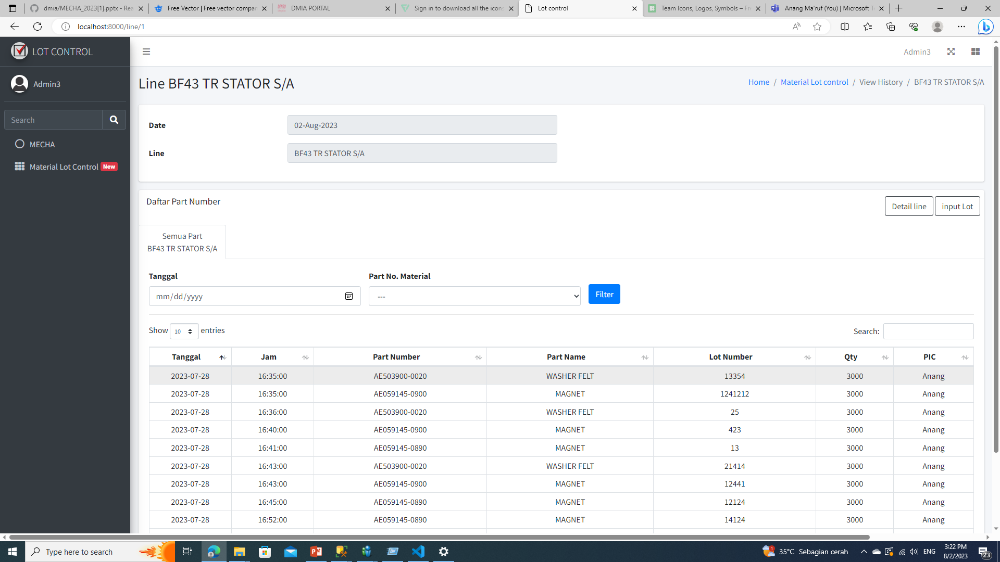 dmia/MECHA_2023[1].pptx - Rea
Free Vector | Free vector compan
DMIA PORTAL
Sign in to download all the icons
Lot control
Team Icons, Logos, Symbols – Fr
Anang Ma'ruf (You) | Microsoft T
localhost:8000/line/1
LOT CONTROL
Admin3
Admin3
Search
MECHA
Material Lot Control New
Line BF43 TR STATOR S/A
Home / Material Lot control / View History / BF43 TR STATOR S/A
Date
02-Aug-2023
Line
BF43 TR STATOR S/A
Daftar Part Number
Detail line
input Lot
Semua Part
BF43 TR STATOR S/A
Tanggal
Part No. Material
mm/dd/yyyy
---
Filter
Show 10 entries
Search:
Tanggal Jam Part Number Part Name Lot Number Qty PIC
2023-07-28 16:35:00 AE503900-0020 WASHER FELT 13354 3000 Anang
2023-07-28 16:35:00 AE059145-0900 MAGNET 1241212 3000 Anang
2023-07-28 16:36:00 AE503900-0020 WASHER FELT 25 3000 Anang
2023-07-28 16:40:00 AE059145-0900 MAGNET 423 3000 Anang
2023-07-28 16:41:00 AE059145-0890 MAGNET 13 3000 Anang
2023-07-28 16:43:00 AE503900-0020 WASHER FELT 21414 3000 Anang
2023-07-28 16:43:00 AE059145-0900 MAGNET 12441 3000 Anang
2023-07-28 16:45:00 AE059145-0890 MAGNET 12124 3000 Anang
2023-07-28 16:52:00 AE059145-0890 MAGNET 14124 3000 Anang
Type here to search
1
35°C Sebagian cerah
ENG
3:22 PM
8/2/2023
23